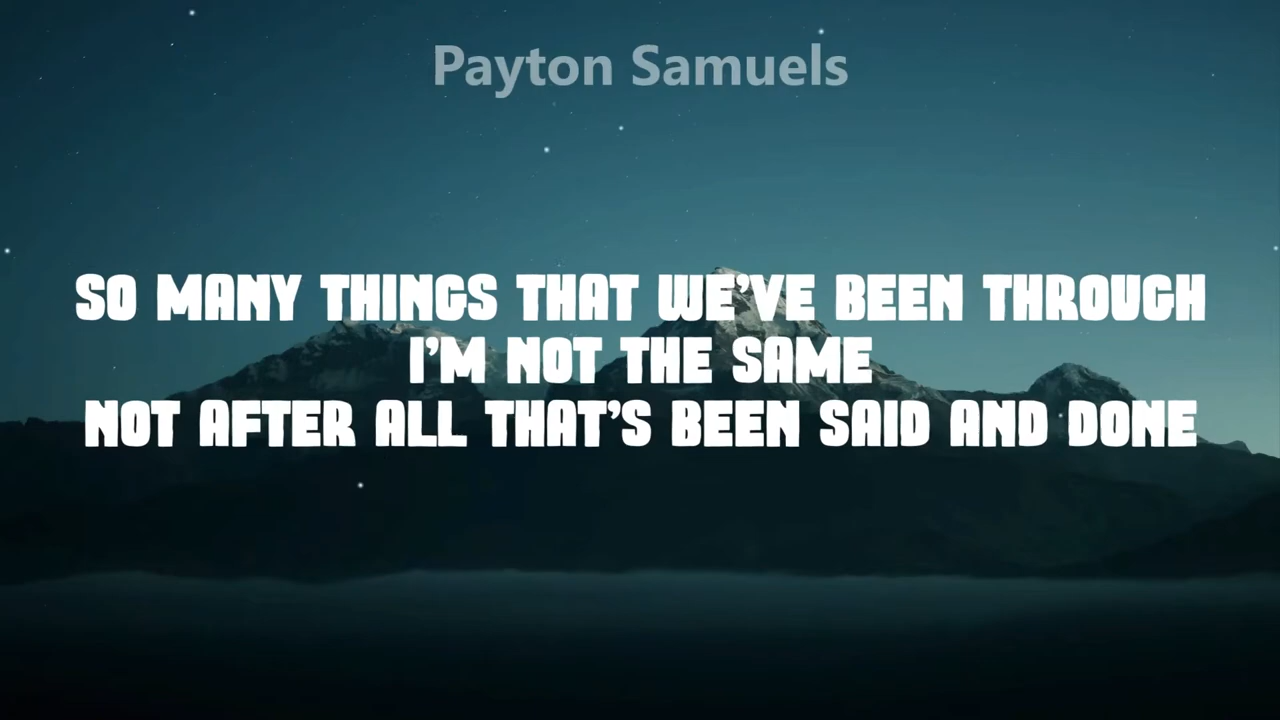 Payton Samuels
SO MANY THINGS THAT WE'VE BEEN THROUGH
I'M NOT THE SAME
NOT AFTER ALL THAT'S BEEN SAID AND DONE